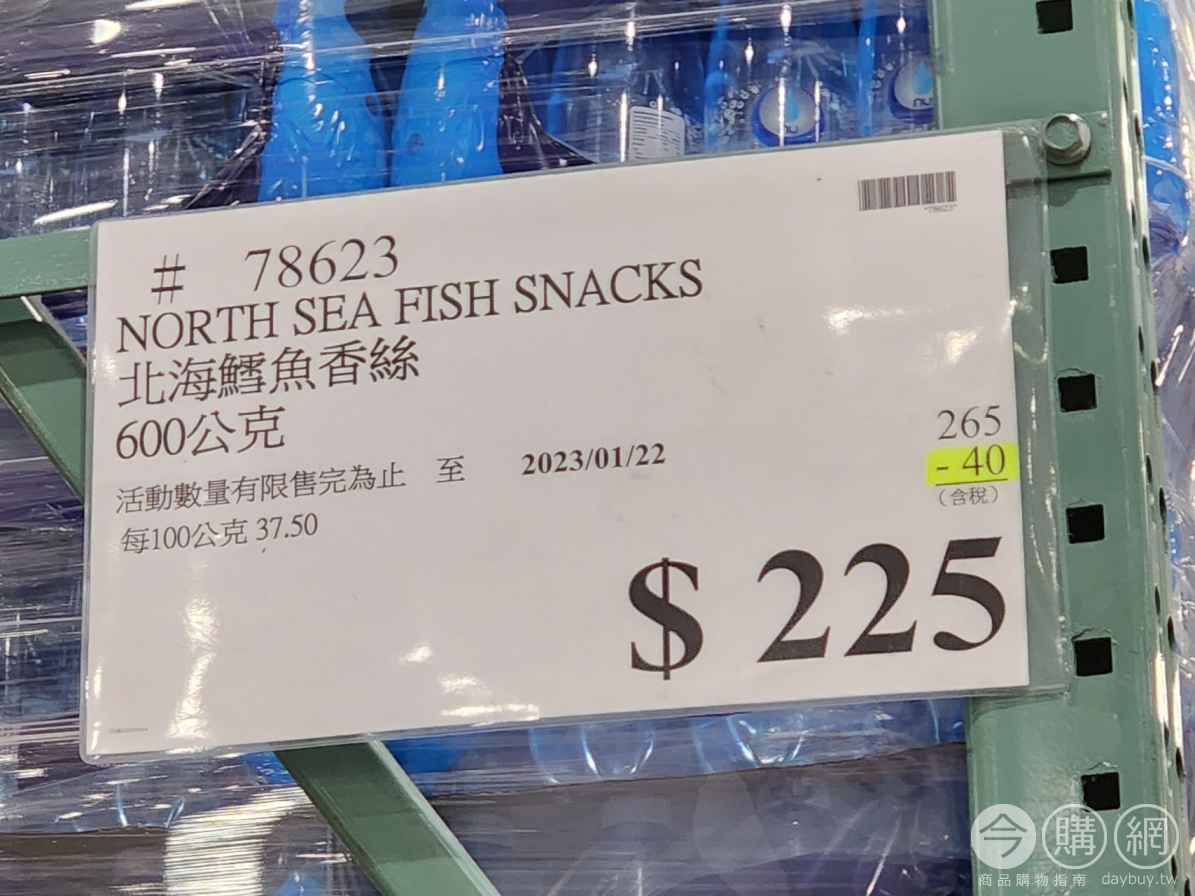 *78623*
# 78623
NORTH SEA FISH SNACKS
北海鱈魚香絲
600公克
265
- 40
(含稅)
活動數量有限售完為止 至 2023/01/22
每100公克 37.50
$ 225
今購網
商品購物指南 daybuy.tw